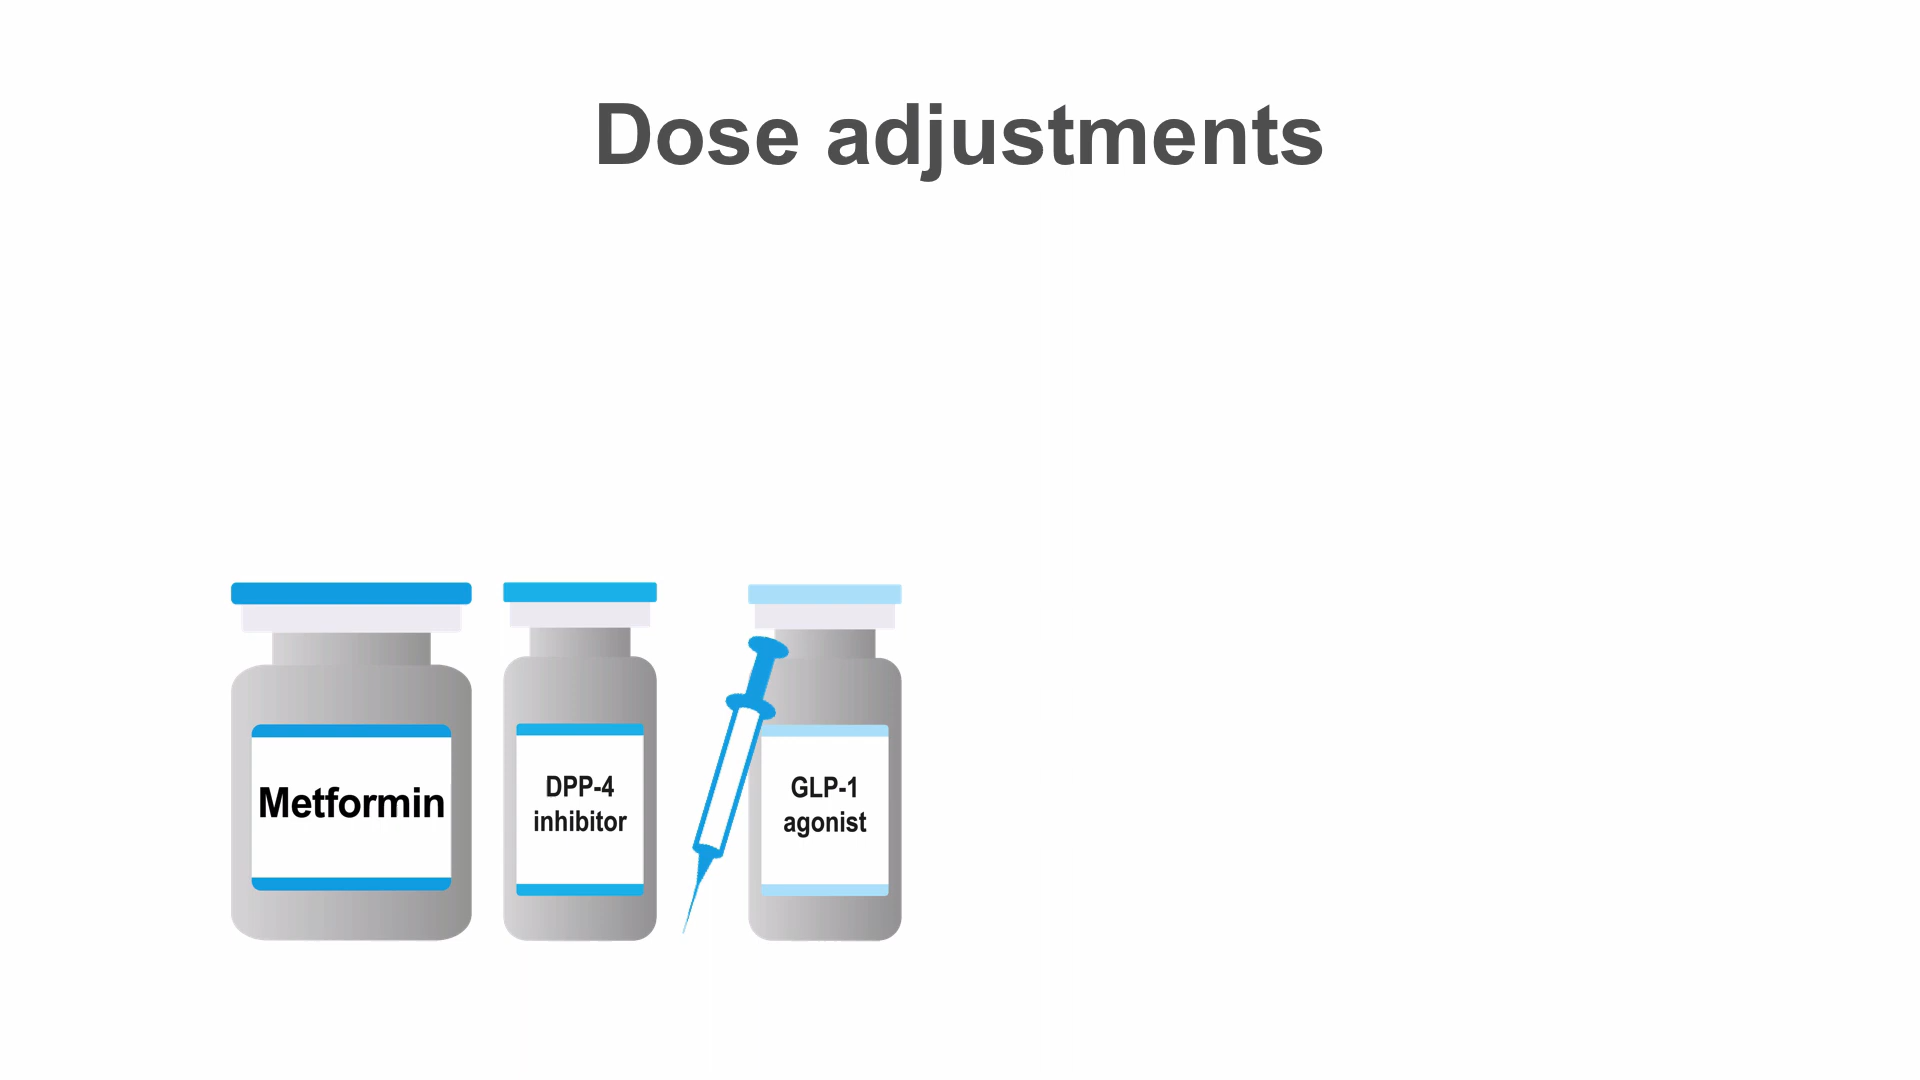 Dose adjustments
Metformin
DPP-4
inhibitor
GLP-1
agonist